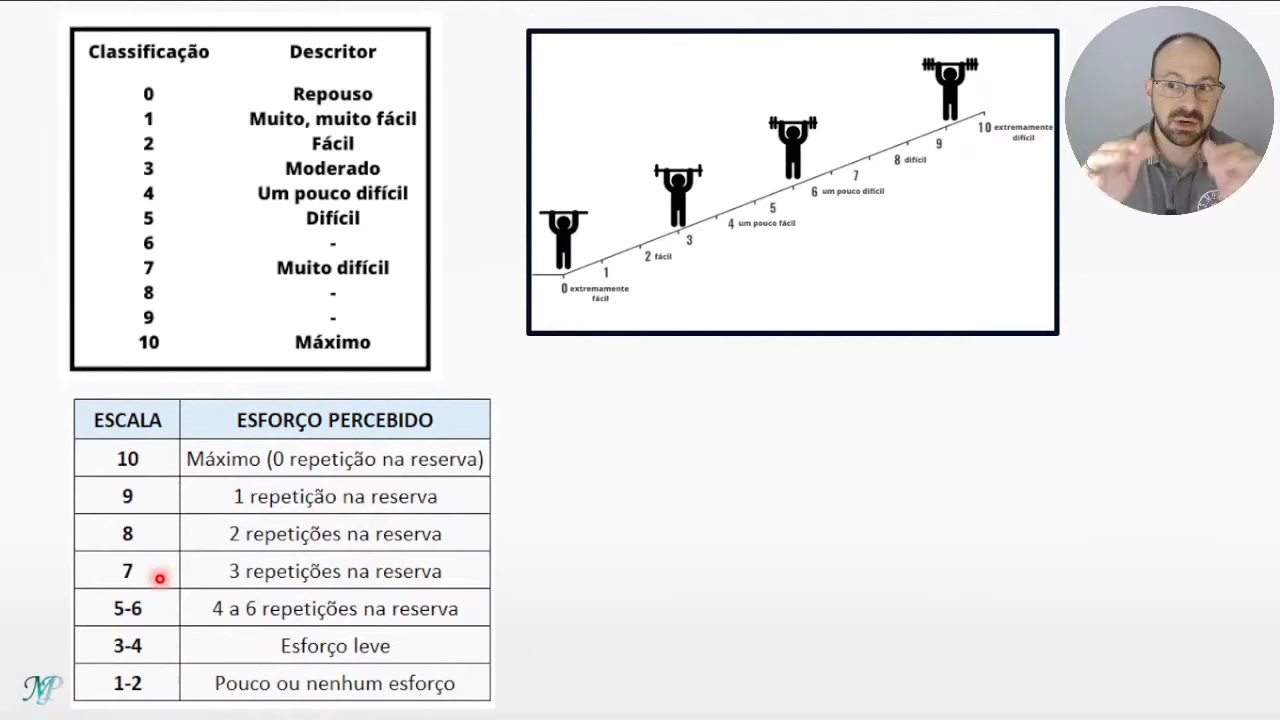 Classificação Descritor
0 Repouso
1 Muito, muito fácil
2 Fácil
3 Moderado
4 Um pouco difícil
5 Difícil
6 -
7 Muito difícil
8 -
9 -
10 Máximo
0 extremamente
fácil
1
2 fácil
3
4 um pouco fácil
5
6 um pouco difícil
7
8 difícil
9
10 extremamente
difícil
ESCALA ESFORÇO PERCEBIDO
10 Máximo (0 repetição na reserva)
9 1 repetição na reserva
8 2 repetições na reserva
7 3 repetições na reserva
5-6 4 a 6 repetições na reserva
3-4 Esforço leve
1-2 Pouco ou nenhum esforço
MP